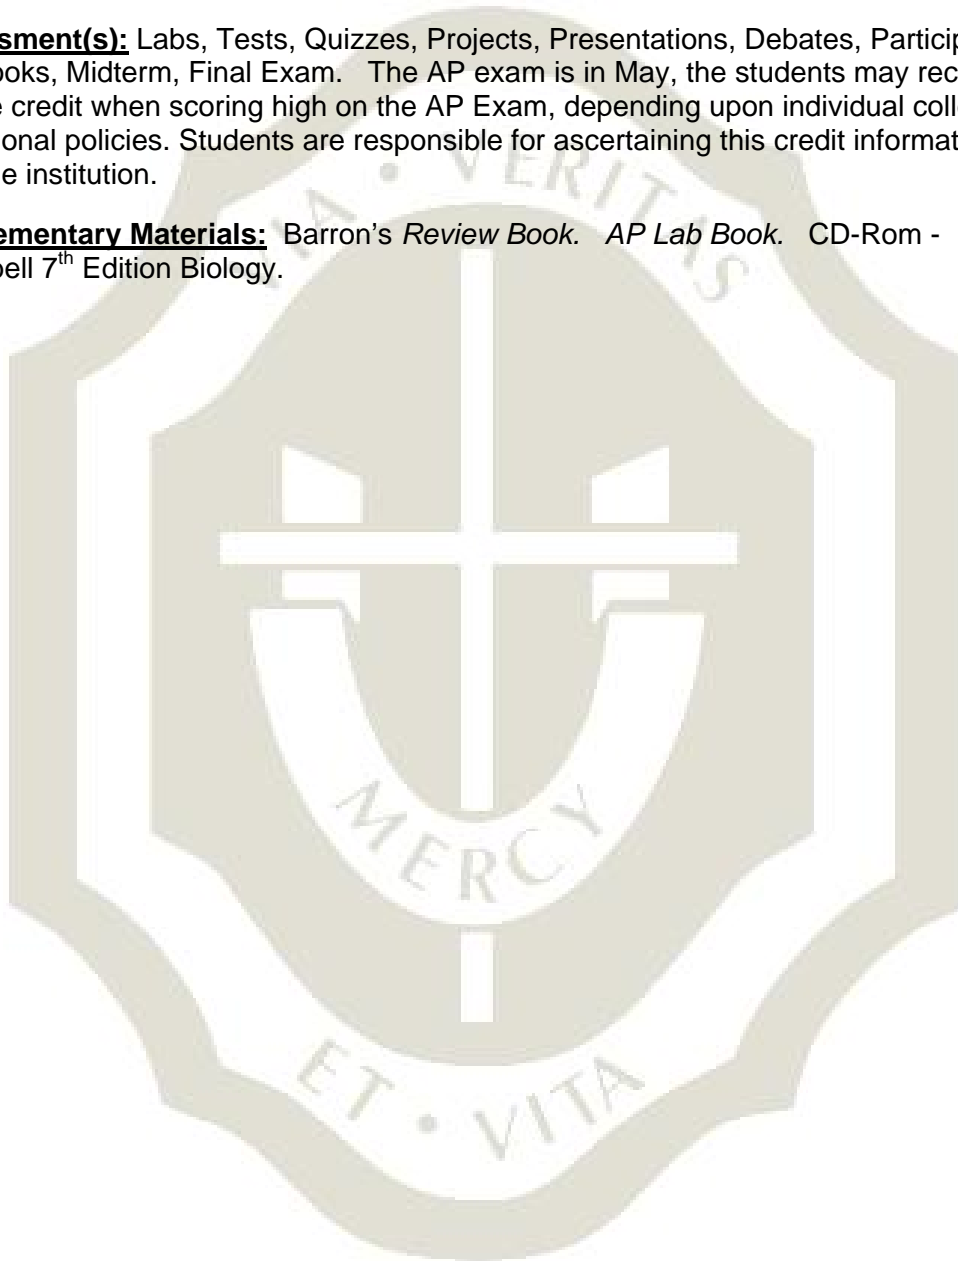 sment(s): Labs, Tests, Quizzes, Projects, Presentations, Debates, Particip
ooks, Midterm, Final Exam.   The AP exam is in May, the students may rec
e credit when scoring high on the AP Exam, depending upon individual coll
ional policies. Students are responsible for ascertaining this credit informat
e institution.
ementary Materials:  Barron's Review Book.   AP Lab Book.   CD-Rom -
bell 7th Edition Biology.
VIA • VERITAS
MERCY
ET • VITA